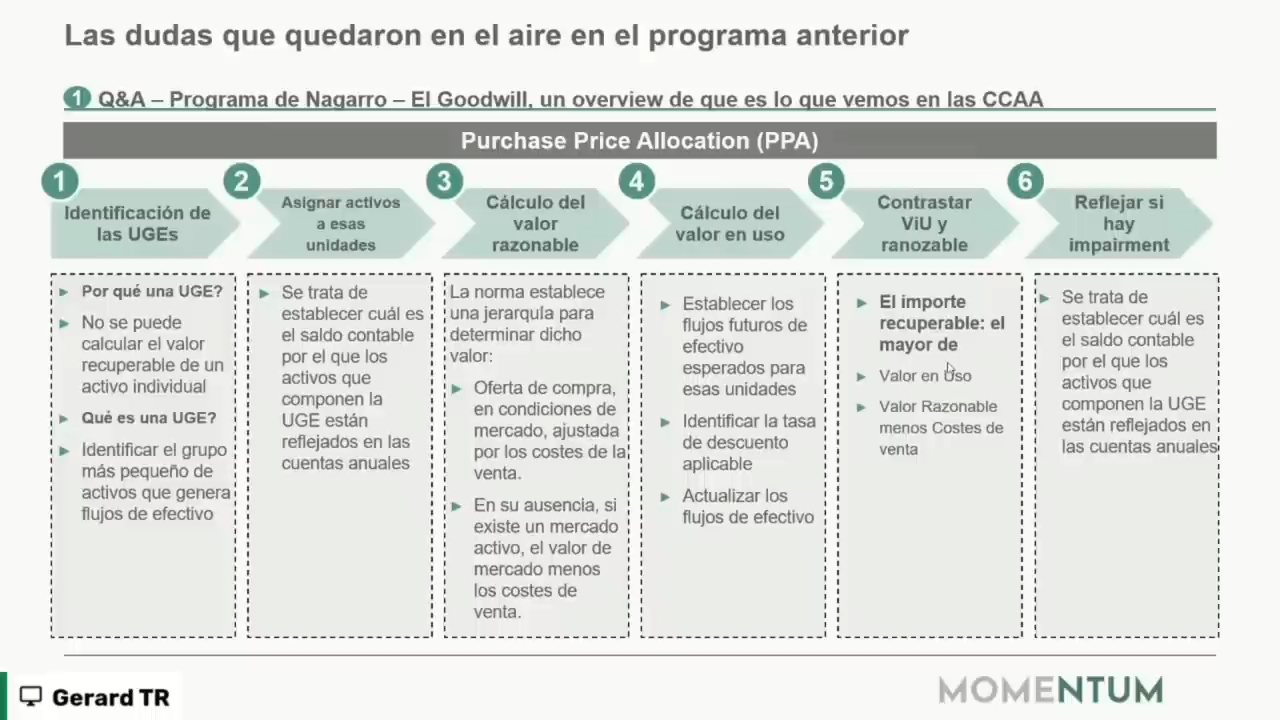 Las dudas que quedaron en el aire en el programa anterior
1 Q&A – Programa de Nagarro – El Goodwill, un overview de que es lo que vemos en las CCAA
Purchase Price Allocation (PPA)
1
Identificación de
las UGEs
Por qué una UGE?
No se puede
calcular el valor
recuperable de un
activo individual
Qué es una UGE?
Identificar el grupo
más pequeño de
activos que genera
flujos de efectivo
2
Asignar activos
a esas
unidades
Se trata de
establecer cuál es
el saldo contable
por el que los
activos que
componen la
UGE están
reflejados en las
cuentas anuales
3
Cálculo del
valor
razonable
La norma establece
una jerarquía para
determinar dicho
valor:
Oferta de compra,
en condiciones de
mercado, ajustada
por los costes de la
venta.
En su ausencia, si
existe un mercado
activo, el valor de
mercado menos
los costes de
venta.
4
Cálculo del
valor en uso
Establecer los
flujos futuros de
efectivo
esperados para
esas unidades
Identificar la tasa
de descuento
aplicable
Actualizar los
flujos de efectivo
5
Contrastar
ViU y
ranozable
El importe
recuperable: el
mayor de
Valor en Uso
Valor Razonable
menos Costes de
venta
6
Reflejar si
hay
impairment
Se trata de
establecer cuál es
el saldo contable
por el que los
activos que
componen la UGE
están reflejados en
las cuentas anuales
Gerard TR
MOMENTUM